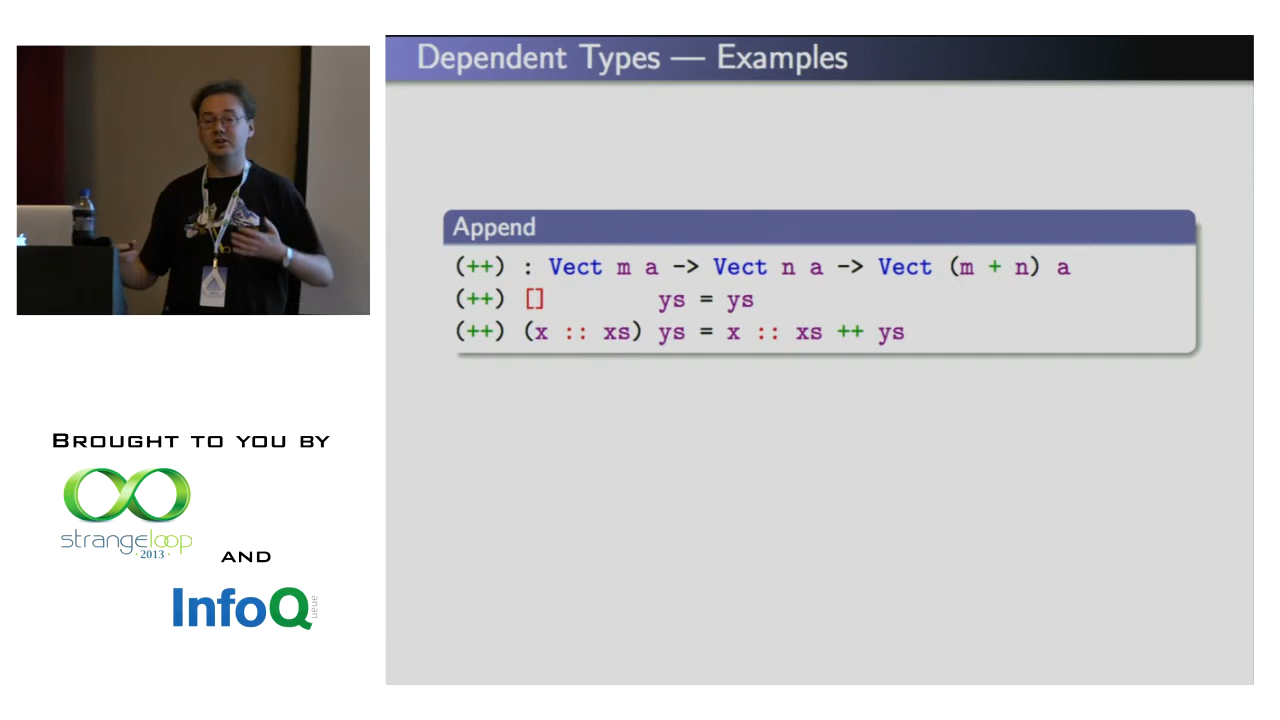 Dependent Types — Examples
Append
(++) : Vect m a -> Vect n a -> Vect (m + n) a
(++) [] ys = ys
(++) (x :: xs) ys = x :: xs ++ ys
BROUGHT TO YOU BY
strangeloop
·2013·
AND
InfoQ
ueue